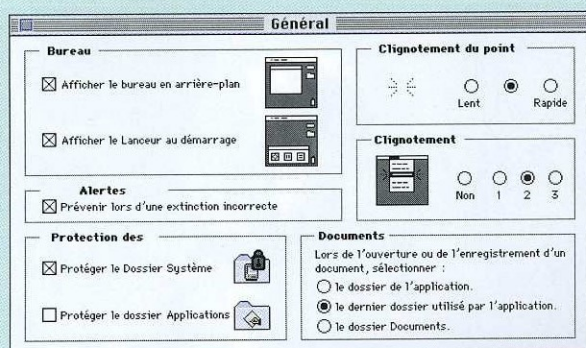 Général
Bureau
Afficher le bureau en arrière-plan
Afficher le Lanceur au démarrage
Alertes
Prévenir lors d'une extinction incorrecte
Protection des
Protéger le Dossier Système
Protéger le dossier Applications
Clignotement du point
Lent
Rapide
Clignotement
Non 1 2 3
Documents
Lors de l'ouverture ou de l'enregistrement d'un
document, sélectionner :
le dossier de l'application.
le dernier dossier utilisé par l'application.
le dossier Documents.